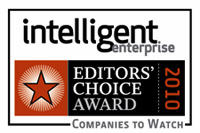 intelligent
enterprise
EDITORS'
CHOICE
AWARD
2010
COMPANIES TO WATCH